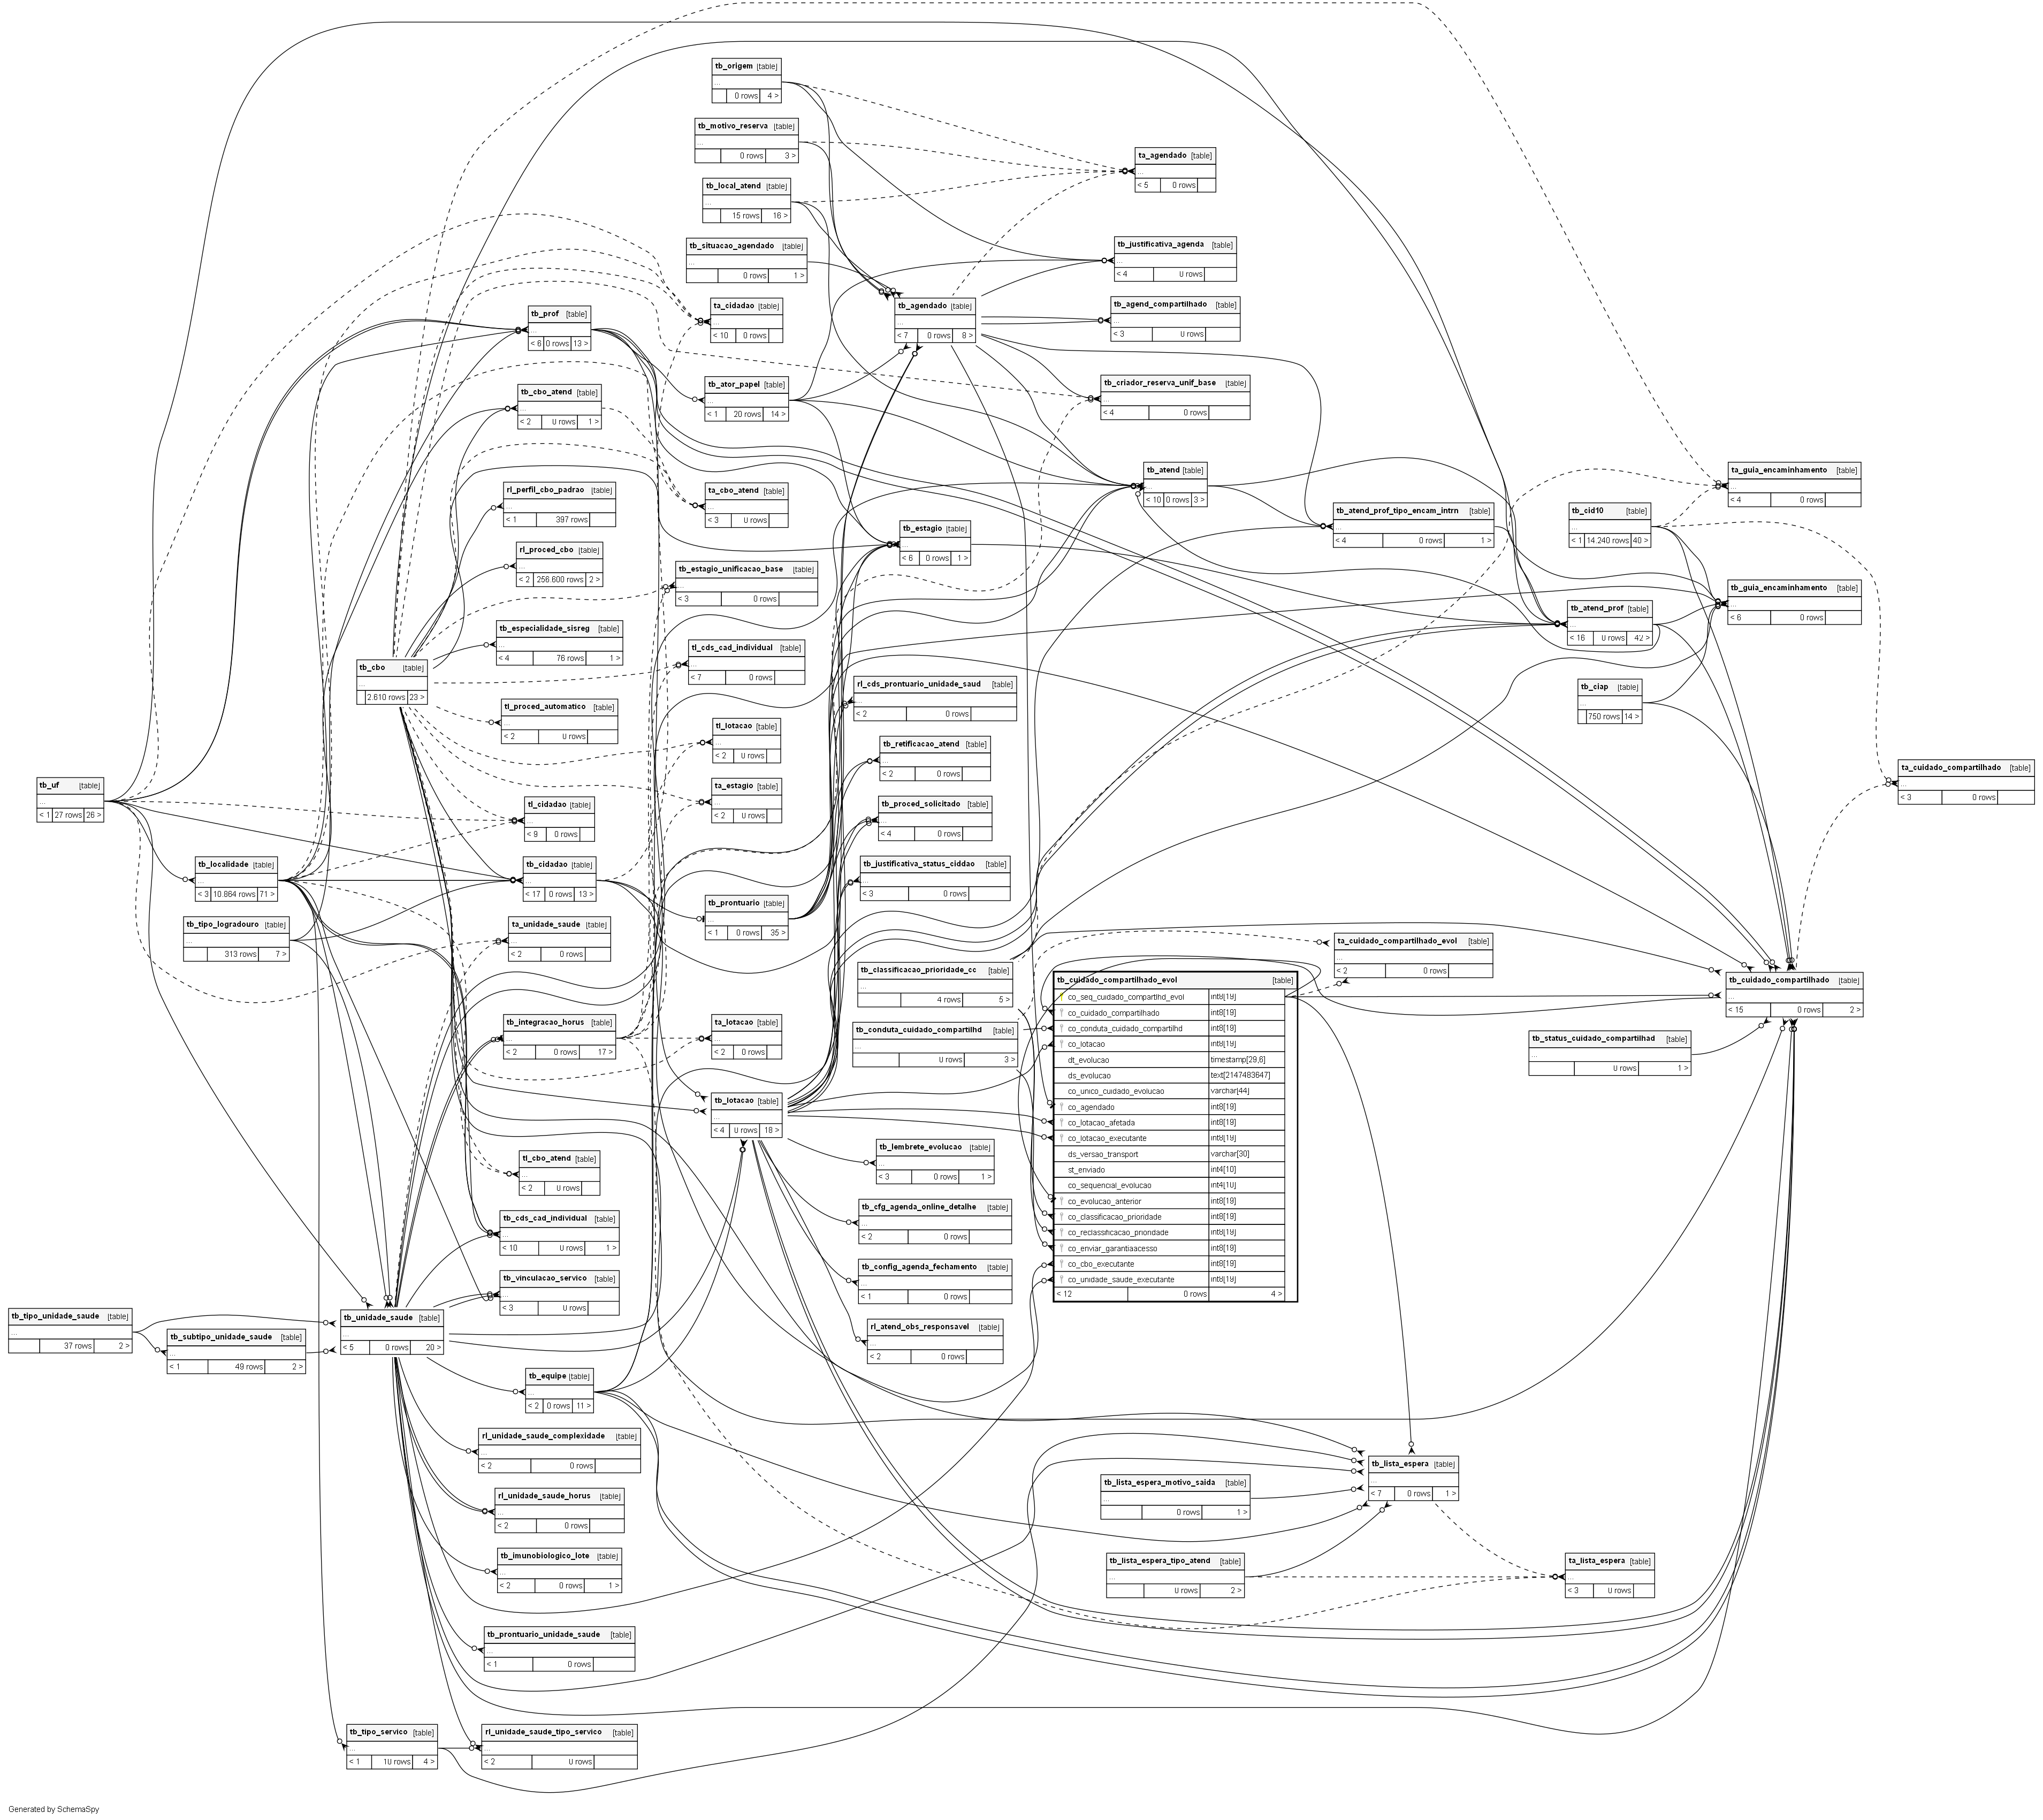 tb_origem [table]
...
0 rows 4 >
tb_motivo_reserva [table]
...
0 rows 3 >
ta_agendado [table]
...
< 5 0 rows
tb_local_atend [table]
...
15 rows 16 >
tb_situacao_agendado [table]
...
0 rows 1 >
tb_justificativa_agenda [table]
...
< 4 0 rows
ta_cidadao [table]
...
< 10 0 rows
tb_agendado [table]
...
< 7 0 rows 8 >
tb_agend_compartilhado [table]
...
< 3 0 rows
tb_prof [table]
...
< 6 0 rows 13 >
tb_ator_papel [table]
...
< 1 20 rows 14 >
tb_criador_reserva_unif_base [table]
...
< 4 0 rows
tb_cbo_atend [table]
...
< 2 0 rows 1 >
tb_atend [table]
...
< 10 0 rows 3 >
ta_guia_encaminhamento [table]
...
< 4 0 rows
rl_perfil_cbo_padrao [table]
...
< 1 397 rows
ta_cbo_atend [table]
...
< 3 0 rows
tb_atend_prof_tipo_encam_intrn [table]
...
< 4 0 rows 1 >
tb_cid10 [table]
...
< 1 14.240 rows 40 >
tb_estagio [table]
...
< 6 0 rows 1 >
rl_proced_cbo [table]
...
< 2 256.600 rows 2 >
tb_estagio_unificacao_base [table]
...
< 3 0 rows
tb_guia_encaminhamento [table]
...
< 6 0 rows
tb_atend_prof [table]
...
< 16 0 rows 42 >
tb_especialidade_sisreg [table]
...
< 4 76 rows 1 >
tl_cds_cad_individual [table]
...
< 7 0 rows
tb_cbo [table]
...
2.610 rows 23 >
rl_cds_prontuario_unidade_saud [table]
...
< 2 0 rows
tb_ciap [table]
...
750 rows 14 >
tl_proced_automatico [table]
...
< 2 0 rows
tl_lotacao [table]
...
< 2 0 rows
tb_retificacao_atend [table]
...
< 2 0 rows
ta_cuidado_compartilhado [table]
...
< 3 0 rows
tb_uf [table]
...
< 1 27 rows 26 >
ta_estagio [table]
...
< 2 0 rows
tl_cidadao [table]
...
< 9 0 rows
tb_proced_solicitado [table]
...
< 4 0 rows
tb_localidade [table]
...
< 3 10.864 rows 71 >
tb_cidadao [table]
...
< 17 0 rows 13 >
tb_justificativa_status_ciddao [table]
...
< 3 0 rows
tb_tipo_logradouro [table]
...
313 rows 7 >
ta_unidade_saude [table]
...
< 2 0 rows
tb_prontuario [table]
...
< 1 0 rows 35 >
ta_cuidado_compartilhado_evol [table]
...
< 2 0 rows
tb_classificacao_prioridade_cc [table]
...
4 rows 5 >
tb_cuidado_compartilhado_evol [table]
co_seq_cuidado_compartlhd_evol int8[19]
co_cuidado_compartilhado int8[19]
co_conduta_cuidado_compartilhd int8[19]
co_lotacao int8[19]
dt_evolucao timestamp[29,6]
ds_evolucao text[2147483647]
co_unico_cuidado_evolucao varchar[44]
co_agendado int8[19]
co_lotacao_afetada int8[19]
co_lotacao_executante int8[19]
ds_versao_transport varchar[30]
st_enviado int4[10]
co_sequencial_evolucao int4[10]
co_evolucao_anterior int8[19]
co_classificacao_prioridade int8[19]
co_reclassificacao_prioridade int8[19]
co_enviar_garantiaacesso int8[19]
co_cbo_executante int8[19]
co_unidade_saude_executante int8[19]
< 12 0 rows 4 >
tb_cuidado_compartilhado [table]
...
< 15 0 rows 2 >
tb_integracao_horus [table]
...
< 2 0 rows 17 >
ta_lotacao [table]
...
< 2 0 rows
tb_conduta_cuidado_compartilhd [table]
...
0 rows 3 >
tb_status_cuidado_compartilhad [table]
...
0 rows 1 >
tb_lotacao [table]
...
< 4 0 rows 18 >
tb_lembrete_evolucao [table]
...
< 3 0 rows 1 >
tl_cbo_atend [table]
...
< 2 0 rows
tb_cfg_agenda_online_detalhe [table]
...
< 2 0 rows
tb_cds_cad_individual [table]
...
< 10 0 rows 1 >
tb_config_agenda_fechamento [table]
...
< 1 0 rows
tb_vinculacao_servico [table]
...
< 3 0 rows
tb_tipo_unidade_saude [table]
...
37 rows 2 >
tb_subtipo_unidade_saude [table]
...
< 1 49 rows 2 >
tb_unidade_saude [table]
...
< 5 0 rows 20 >
rl_atend_obs_responsavel [table]
...
< 2 0 rows
tb_equipe [table]
...
< 2 0 rows 11 >
rl_unidade_saude_complexidade [table]
...
< 2 0 rows
tb_lista_espera [table]
...
< 7 0 rows 1 >
tb_lista_espera_motivo_saida [table]
...
0 rows 1 >
rl_unidade_saude_horus [table]
...
< 2 0 rows
tb_imunobiologico_lote [table]
...
< 2 0 rows 1 >
tb_lista_espera_tipo_atend [table]
...
0 rows 2 >
ta_lista_espera [table]
...
< 3 0 rows
tb_prontuario_unidade_saude [table]
...
< 1 0 rows
tb_tipo_servico [table]
...
< 1 10 rows 4 >
rl_unidade_saude_tipo_servico [table]
...
< 2 0 rows
Generated by SchemaSpy